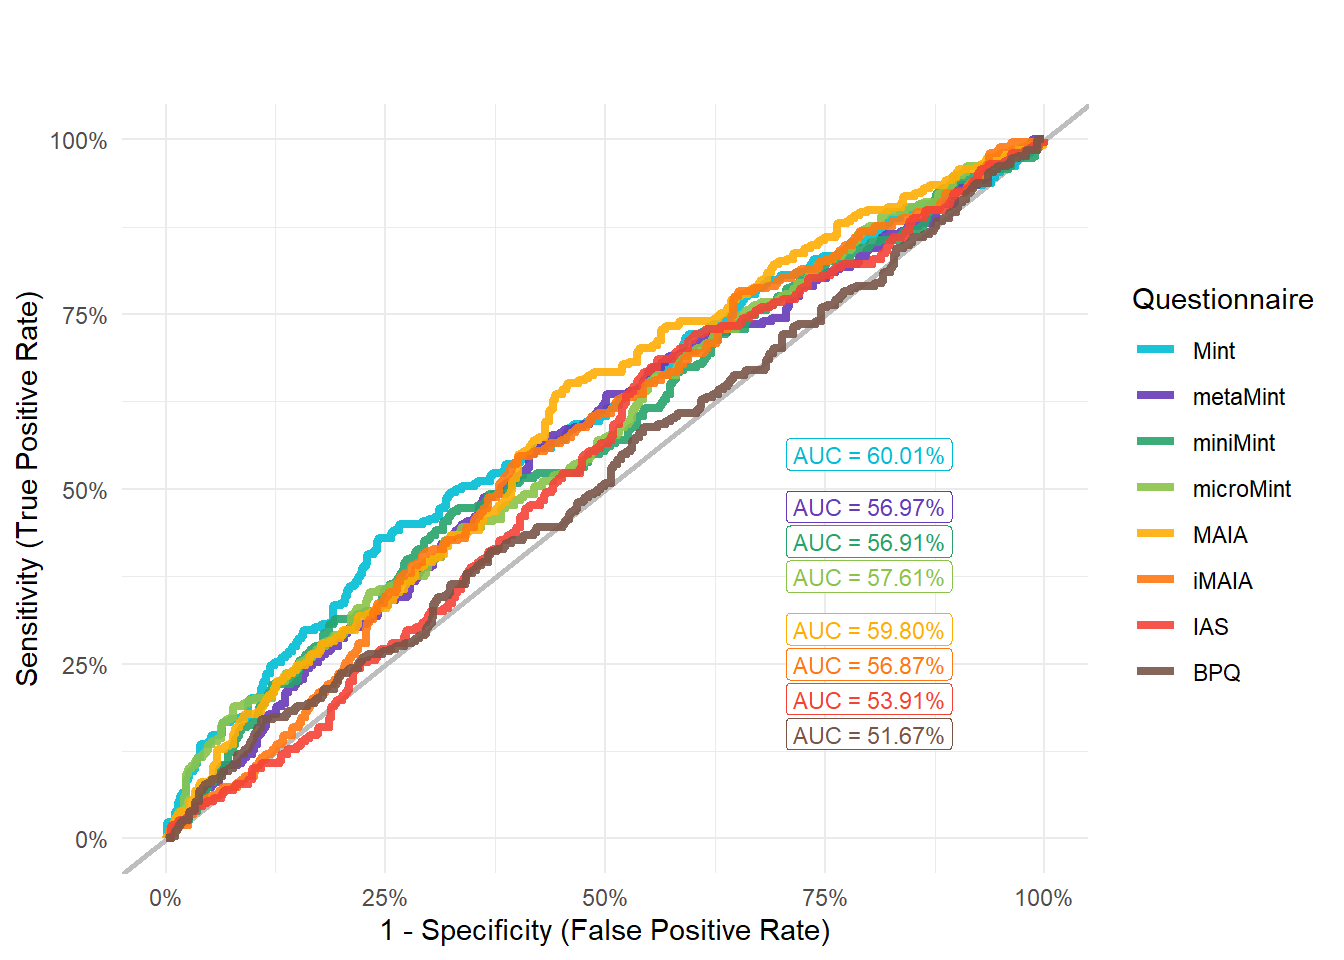 100%
75%
50%
25%
0%
Sensitivity (True Positive Rate)
0%
25%
50%
75%
100%
1 - Specificity (False Positive Rate)
AUC = 60.01%
AUC = 56.97%
AUC = 56.91%
AUC = 57.61%
AUC = 59.80%
AUC = 56.87%
AUC = 53.91%
AUC = 51.67%
Questionnaire
Mint
metaMint
miniMint
microMint
MAIA
iMAIA
IAS
BPQ